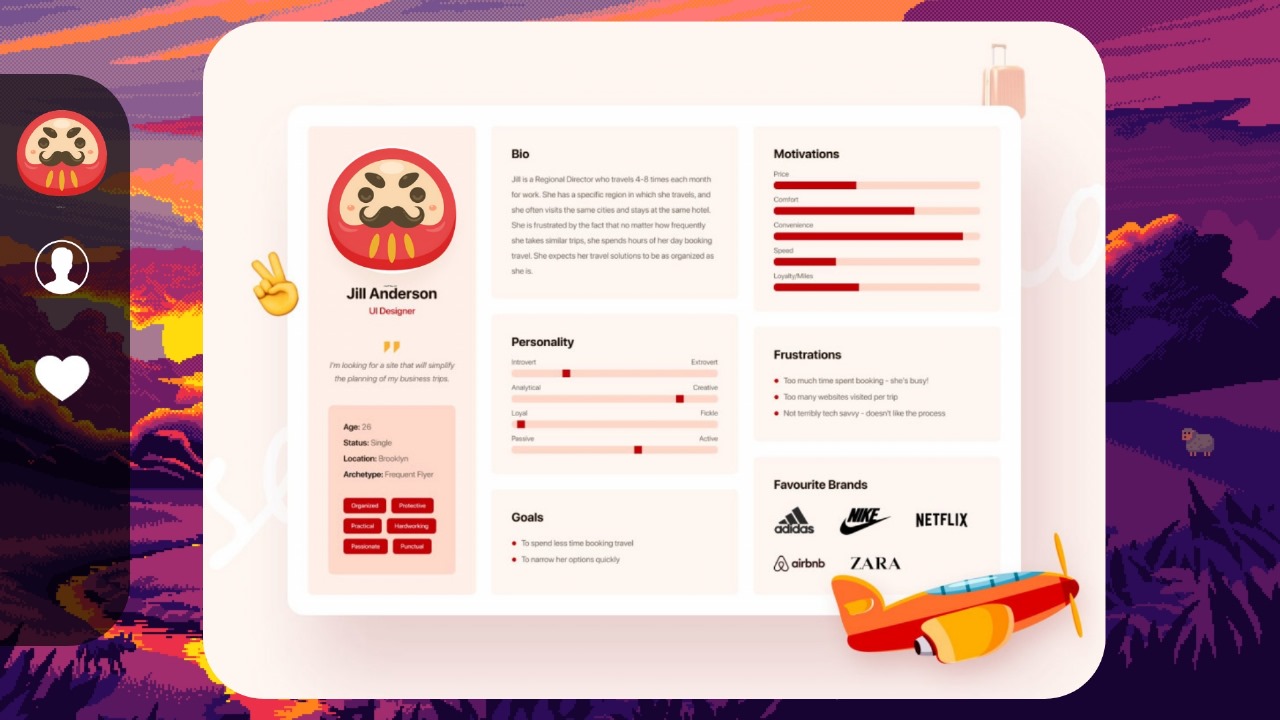 Jill Anderson
UI Designer
I'm looking for a site that will simplify
the planning of my business trips.
Age: 26
Status: Single
Location: Brooklyn
Archetype: Frequent Flyer
Organized Protective
Practical Hardworking
Passionate Punctual
Bio
Jill is a Regional Director who travels 4-8 times each month
for work. She has a specific region in which she travels, and
she often visits the same cities and stays at the same hotel.
She is frustrated by the fact that no matter how frequently
she takes similar trips, she spends hours of her day booking
travel. She expects her travel solutions to be as organized as
she is.
Personality
Introvert Extrovert
Analytical Creative
Loyal Fickle
Passive Active
Goals
To spend less time booking travel
To narrow her options quickly
Motivations
Price
Comfort
Convenience
Speed
Loyalty/Miles
Frustrations
Too much time spent booking - she's busy!
Too many websites visited per trip
Not terribly tech savvy - doesn't like the process
Favourite Brands
adidas NIKE NETFLIX
airbnb ZARA